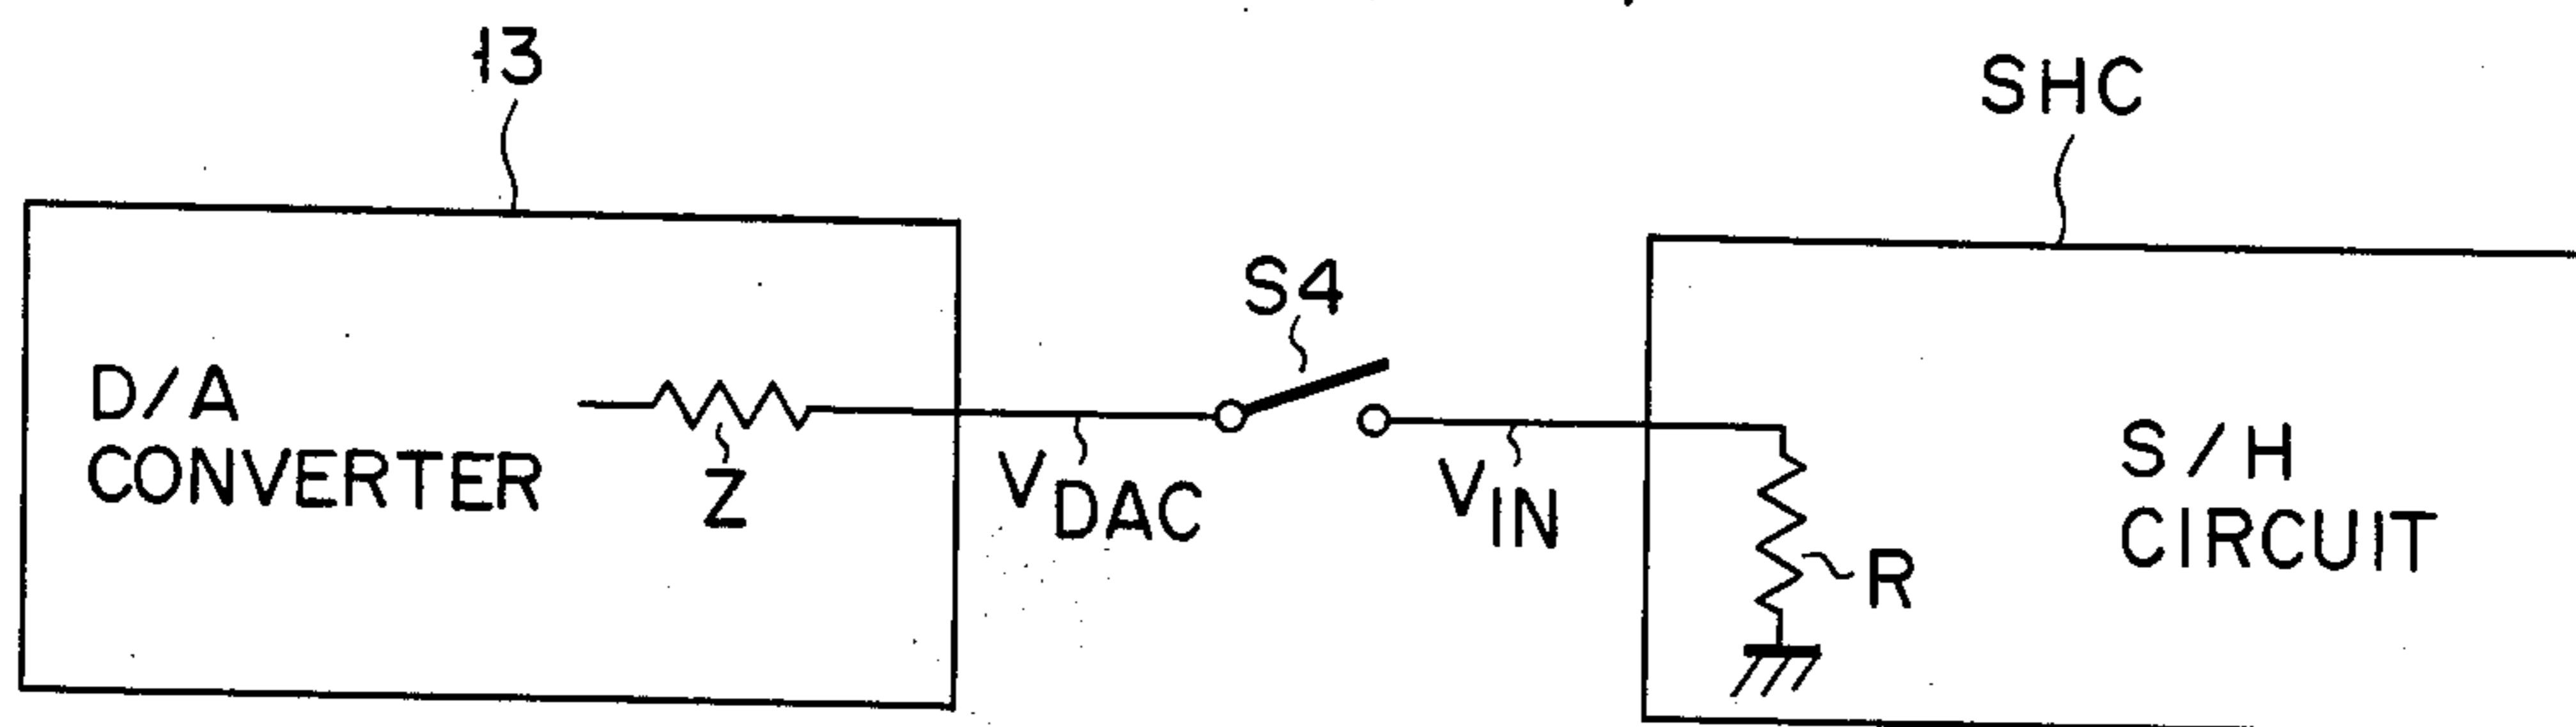 13
SHC
S4
D/A
CONVERTER
Z
VDAC
VIN
S/H
CIRCUIT
R